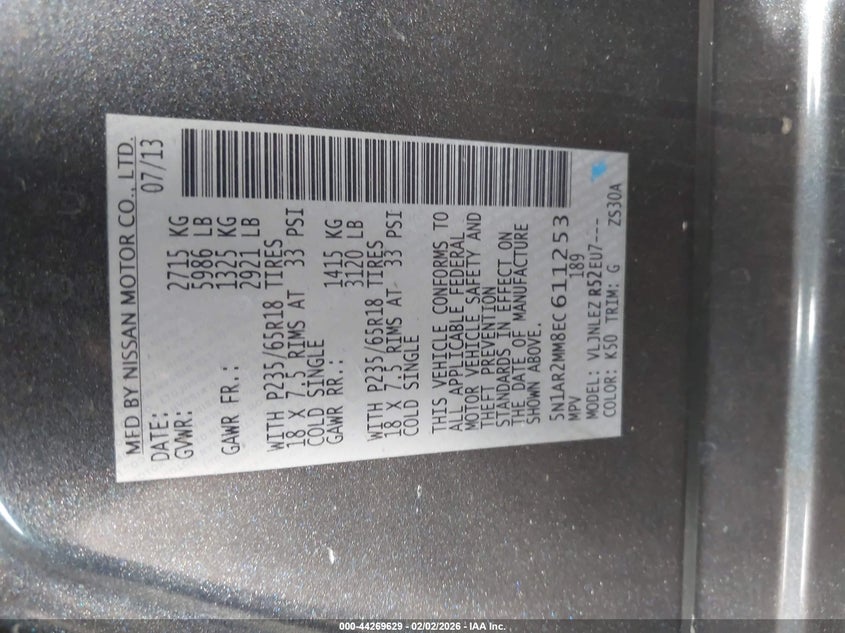 MFD BY NISSAN MOTOR CO., LTD.
DATE: 07/13
GVWR: 2715 KG
5986 LB
GAWR FR.: 1325 KG
2921 LB
WITH P235/65R18 TIRES
18 X 7.5 RIMS AT 33 PSI
COLD SINGLE
GAWR RR.: 1415 KG
3120 LB
WITH P235/65R18 TIRES
18 X 7.5 RIMS AT 33 PSI
COLD SINGLE
THIS VEHICLE CONFORMS TO
ALL APPLICABLE FEDERAL
MOTOR VEHICLE SAFETY AND
THEFT PREVENTION
STANDARDS IN EFFECT ON
THE DATE OF MANUFACTURE
SHOWN ABOVE.
5N1AR2MM8EC611253
MPV 189
MODEL: VLJNLEZ R52EU7---
COLOR: K50 TRIM: G ZS30A
000-44269629 - 02/02/2026 - IAA Inc.